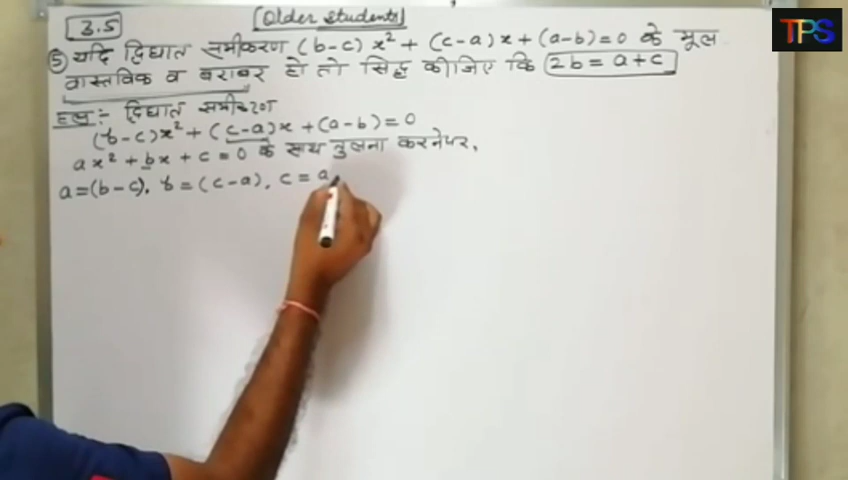 3.5 (Older students)
TPS
⑤ यदि द्विघात समीकरण (b-c)x² + (c-a)x + (a-b)=0 के मूल
वास्तविक व बराबर हो तो सिद्ध कीजिए कि 2b = a+c
हल:- द्विघात समीकरण
(b-c)x² + (c-a)x + (a-b)=0
ax² + bx + c = 0 के साथ तुलना करनेपर,
a=(b-c), b=(c-a), c=a